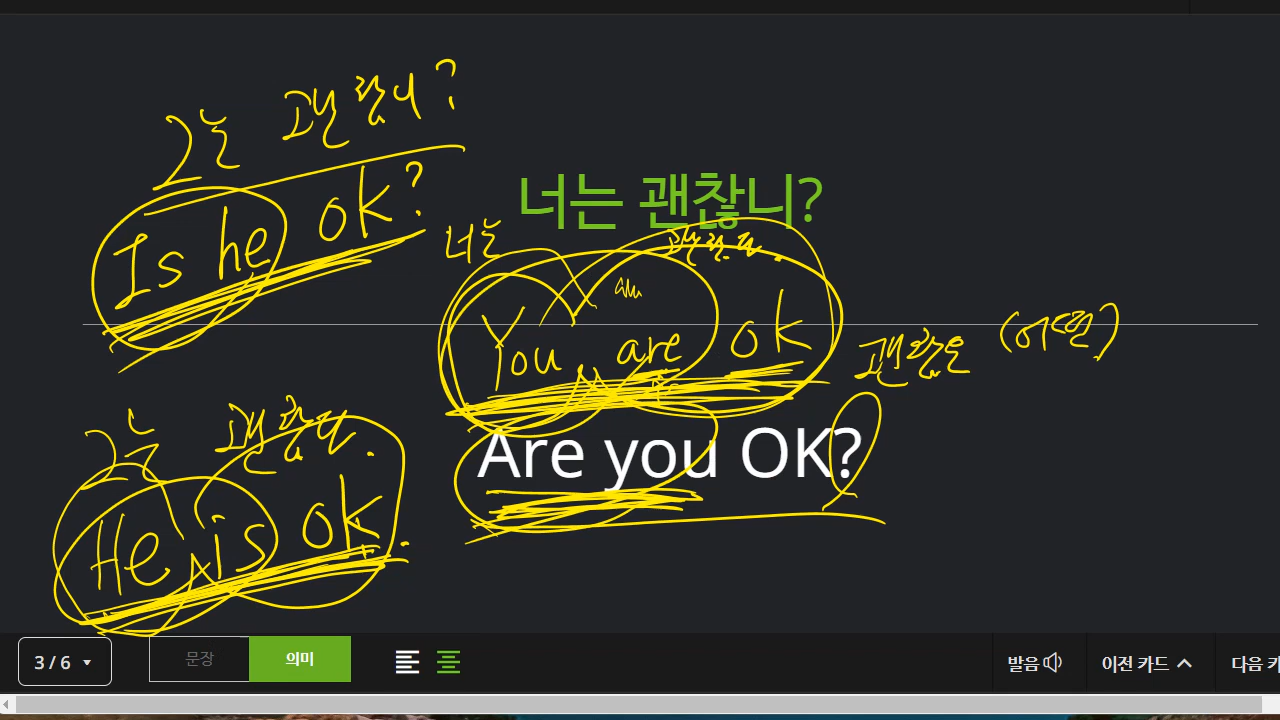 그는 괜찮니?
Is he ok?
너는 괜찮니?
너는 괜찮다.
You are ok
괜찮은 (어떤)
Are you OK?
그는 괜찮다.
He is ok.
3 / 6
문장
의미
발음
이전 카드
다음